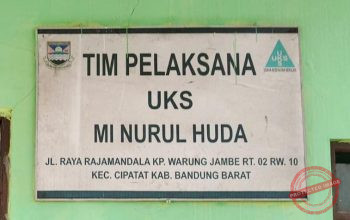 TIM PELAKSANA
UKS
MI NURUL HUDA
JL. RAYA RAJAMANDALA KP. WARUNG JAMBE RT. 02 RW. 10
KEC. CIPATAT KAB. BANDUNG BARAT
UKS